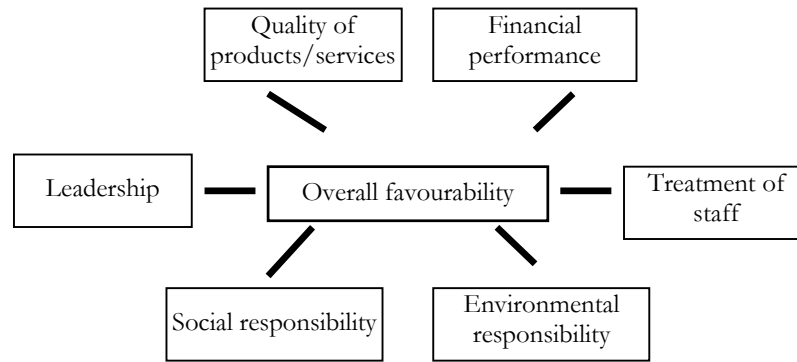 Quality of
products/services
Financial
performance
Leadership
Overall favourability
Treatment of
staff
Social responsibility
Environmental
responsibility